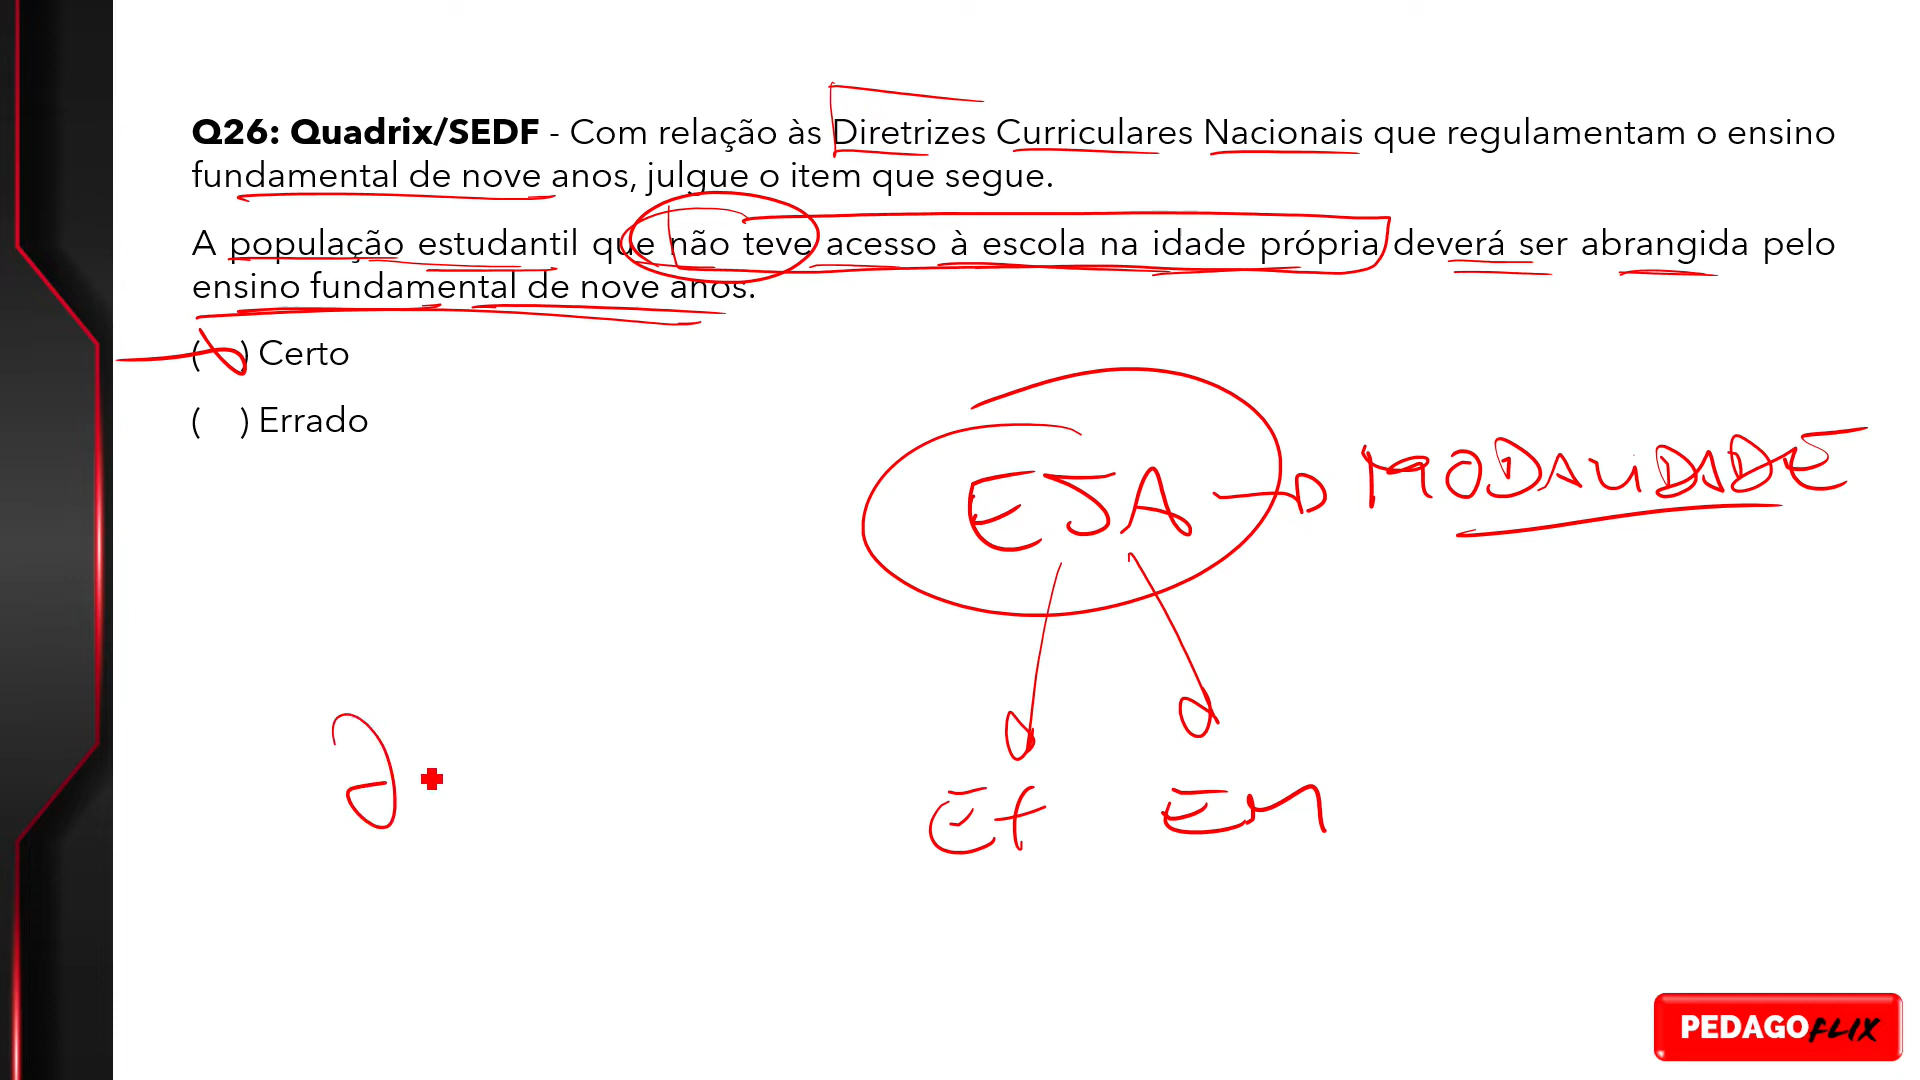 Q26: Quadrix/SEDF - Com relação às Diretrizes Curriculares Nacionais que regulamentam o ensino
fundamental de nove anos, julgue o item que segue.
A população estudantil que não teve acesso à escola na idade própria deverá ser abrangida pelo
ensino fundamental de nove anos.
( ) Certo
( ) Errado
EJA
MODALIDADE
EF EM
PEDAGOFLIX